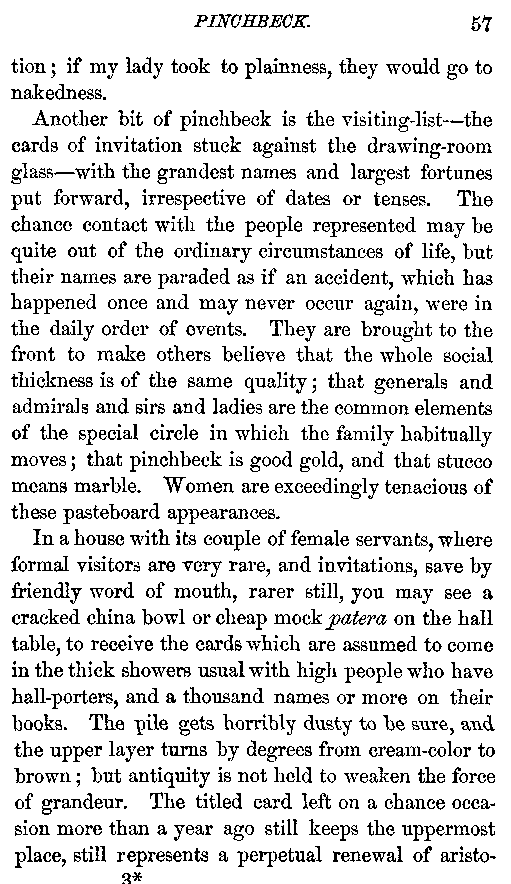 PINCHBECK. 57
tion; if my lady took to plainness, they would go to
nakedness.
Another bit of pinchbeck is the visiting-list—the
cards of invitation stuck against the drawing-room
glass—with the grandest names and largest fortunes
put forward, irrespective of dates or tenses. The
chance contact with the people represented may be
quite out of the ordinary circumstances of life, but
their names are paraded as if an accident, which has
happened once and may never occur again, were in
the daily order of events. They are brought to the
front to make others believe that the whole social
thickness is of the same quality; that generals and
admirals and sirs and ladies are the common elements
of the special circle in which the family habitually
moves; that pinchbeck is good gold, and that stucco
means marble. Women are exceedingly tenacious of
these pasteboard appearances.
In a house with its couple of female servants, where
formal visitors are very rare, and invitations, save by
friendly word of mouth, rarer still, you may see a
cracked china bowl or cheap mock patera on the hall
table, to receive the cards which are assumed to come
in the thick showers usual with high people who have
hall-porters, and a thousand names or more on their
books. The pile gets horribly dusty to be sure, and
the upper layer turns by degrees from cream-color to
brown; but antiquity is not held to weaken the force
of grandeur. The titled card left on a chance occa-
sion more than a year ago still keeps the uppermost
place, still represents a perpetual renewal of aristo-
3*